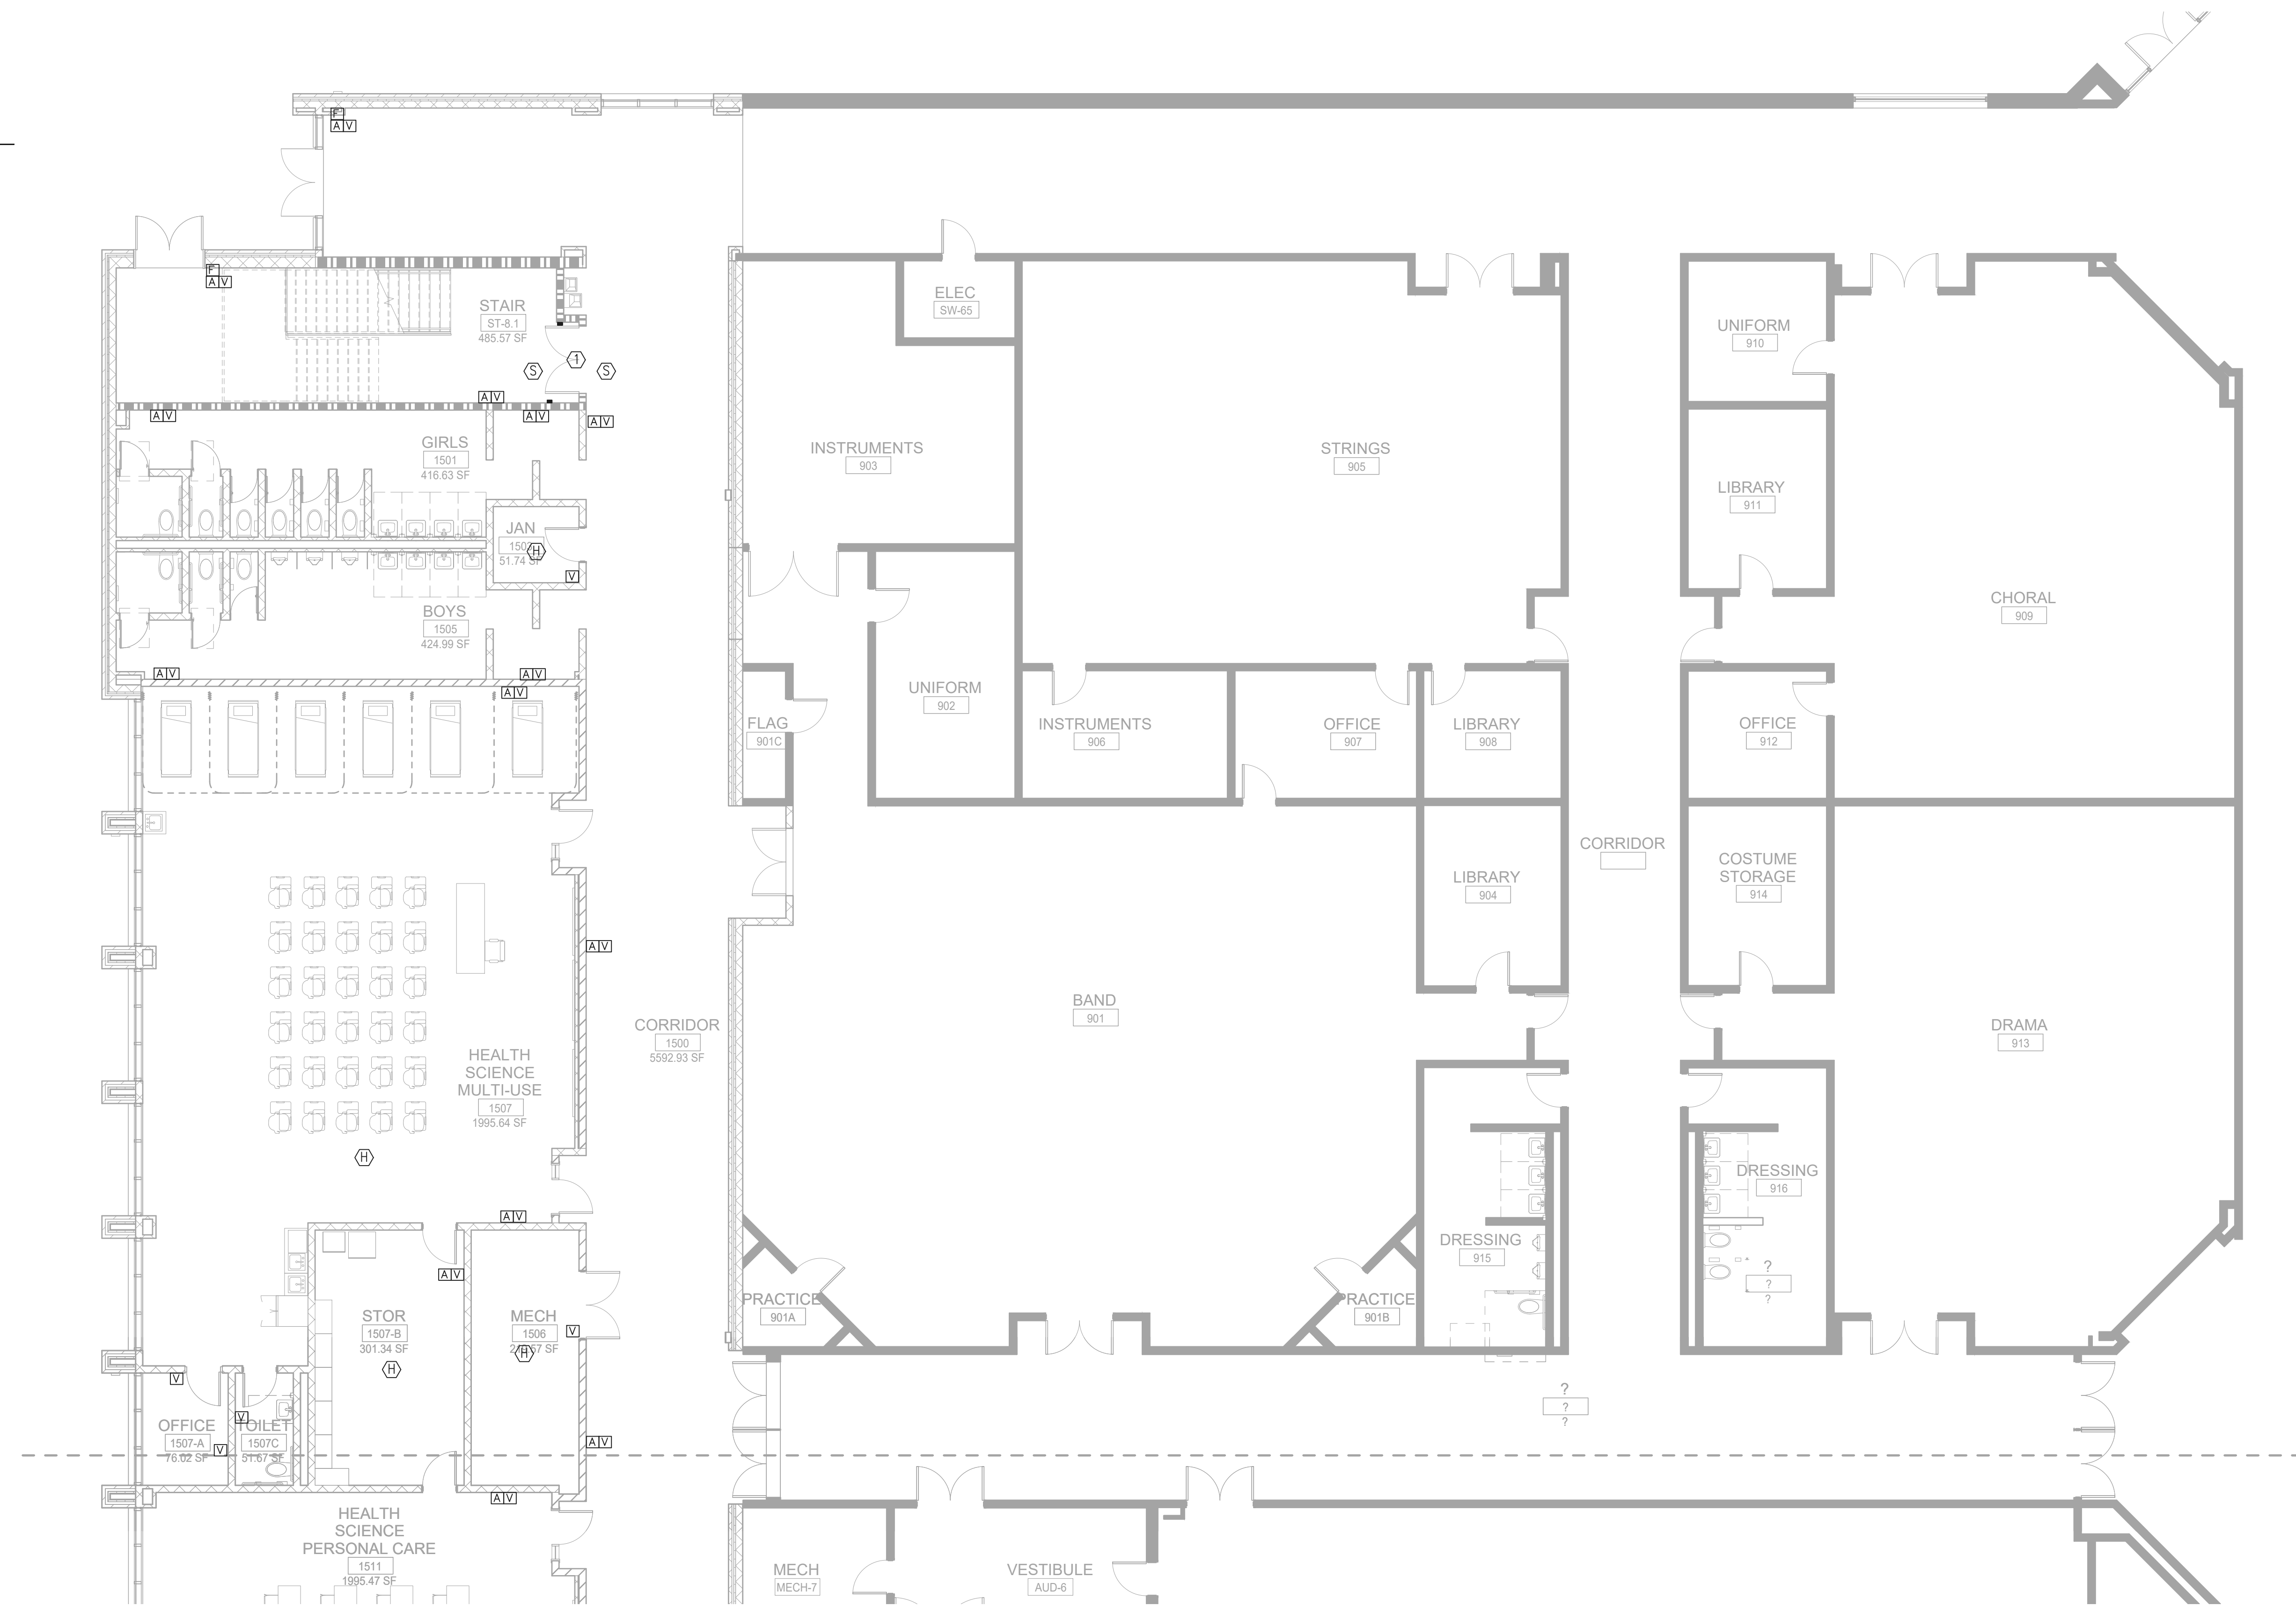 F
A V
F
A V
STAIR
ST-8.1
485.57 SF
1
S
S
A V
A V
A V
A V
GIRLS
1501
416.63 SF
JAN
H
V
BOYS
1505
424.99 SF
A V
A V
A V
ELEC
SW-65
INSTRUMENTS
903
STRINGS
905
UNIFORM
910
LIBRARY
911
CHORAL
909
UNIFORM
902
FLAG
901C
INSTRUMENTS
906
OFFICE
907
LIBRARY
908
OFFICE
912
CORRIDOR
LIBRARY
904
COSTUME
STORAGE
914
A V
BAND
901
DRAMA
913
CORRIDOR
1500
5592.93 SF
HEALTH
SCIENCE
MULTI-USE
1507
1995.64 SF
H
A V
A V
DRESSING
916
DRESSING
915
?
?
?
PRACTICE
901A
PRACTICE
901B
STOR
1507-B
301.34 SF
H
MECH
1506
H
V
V
V
OFFICE
1507-A
76.02 SF
V
TOILET
1507C
51.67 SF
A V
?
?
?
A V
HEALTH
SCIENCE
PERSONAL CARE
1511
1995.47 SF
MECH
MECH-7
VESTIBULE
AUD-6